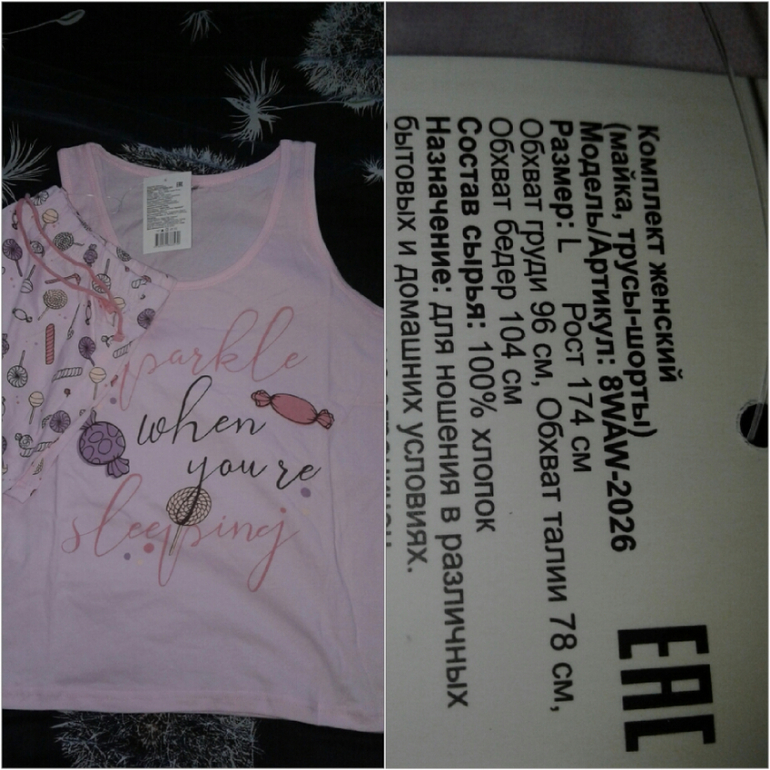 sparkle
when
you're
sleeping
Комплект женский
(майка, трусы-шорты)
Модель/Артикул: 8WAW-2026
Размер: L Рост 174 см
Обхват груди 96 см, Обхват талии 78 см,
Обхват бедер 104 см
Состав сырья: 100% хлопок
Назначение: для ношения в различных
бытовых и домашних условиях.
EAC